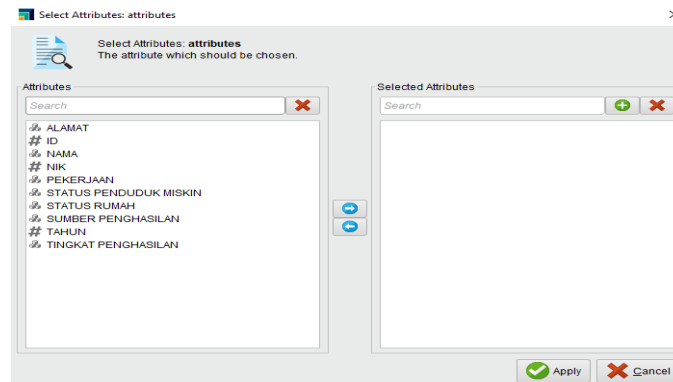 Select Attributes: attributes
Select Attributes: attributes
The attribute which should be chosen.
Attributes
Search
ALAMAT
# ID
NAMA
# NIK
PEKERJAAN
STATUS PENDUDUK MISKIN
STATUS RUMAH
SUMBER PENGHASILAN
# TAHUN
TINGKAT PENGHASILAN
Selected Attributes
Search
Apply
Cancel